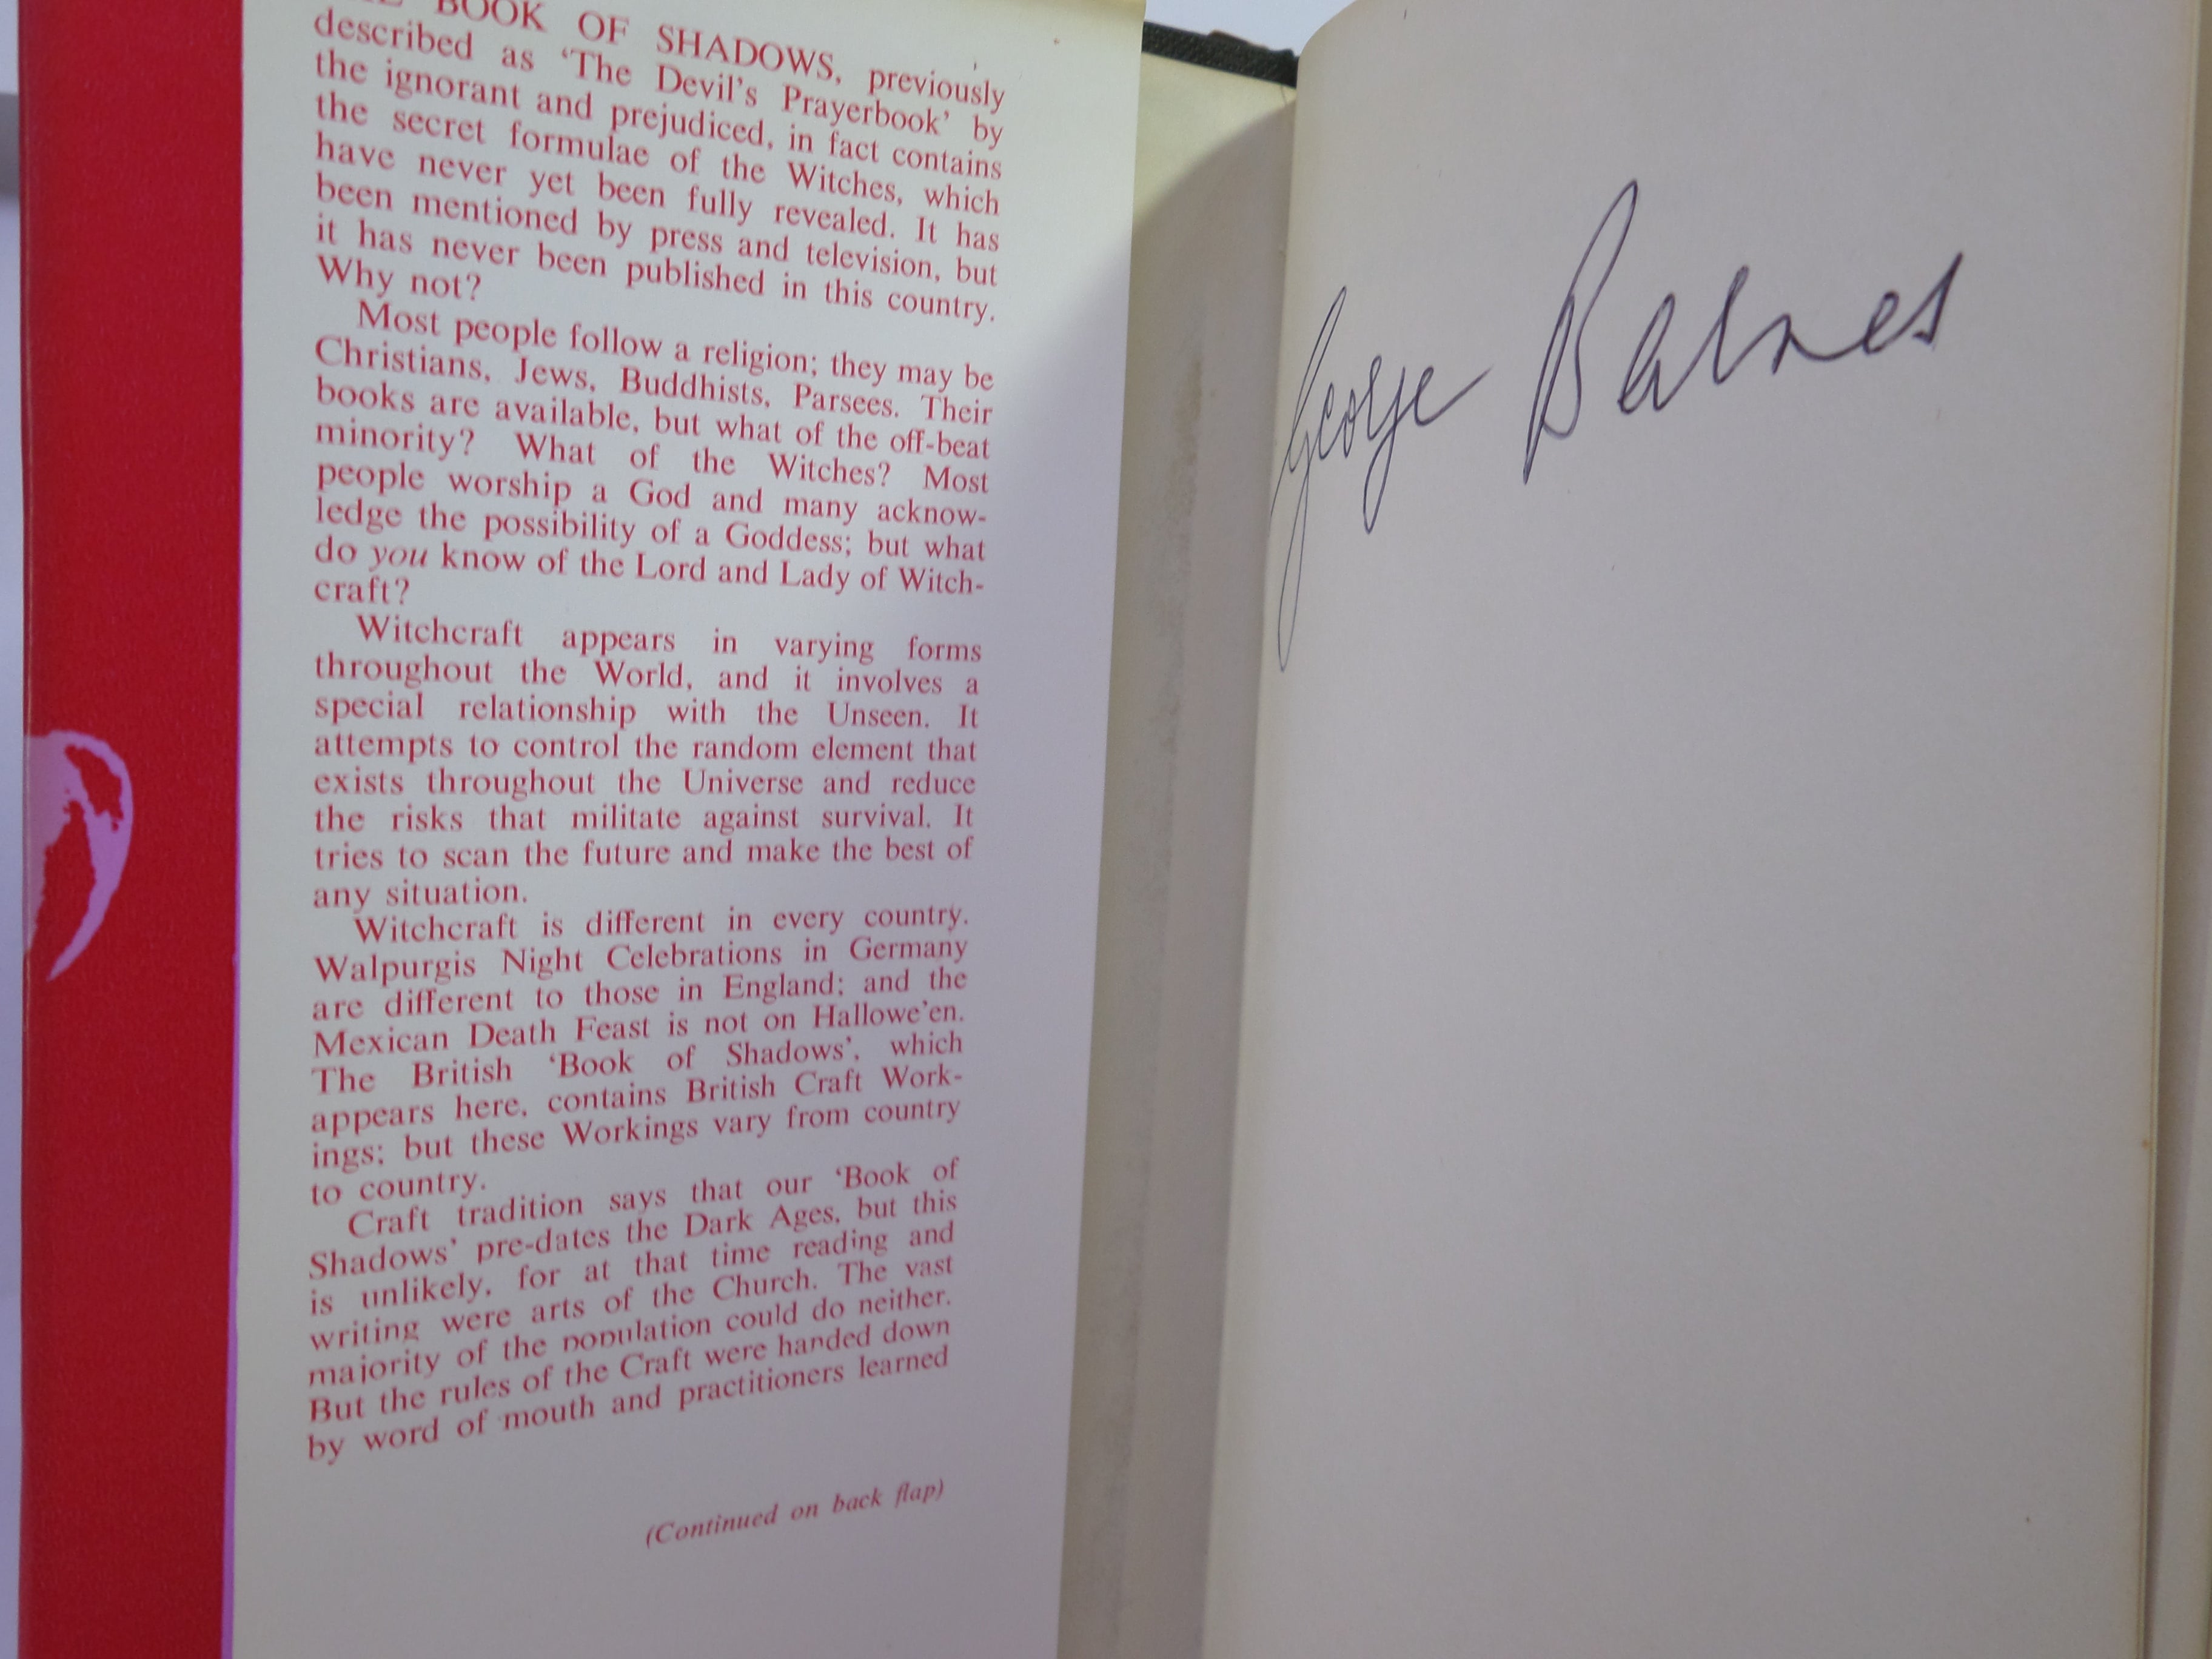 BOOK OF SHADOWS, previously
described as ‘The Devil’s Prayerbook’ by
the ignorant and prejudiced, in fact contains
the secret formulae of the Witches, which
have never yet been fully revealed. It has
been mentioned by press and television, but
it has never been published in this country.
Why not?
Most people follow a religion; they may be
Christians, Jews, Buddhists, Parsees. Their
books are available, but what of the off-beat
minority? What of the Witches? Most
people worship a God and many acknow-
ledge the possibility of a Goddess; but what
do you know of the Lord and Lady of Witch-
craft?
Witchcraft appears in varying forms
throughout the World, and it involves a
special relationship with the Unseen. It
attempts to control the random element that
exists throughout the Universe and reduce
the risks that militate against survival. It
tries to scan the future and make the best of
any situation.
Witchcraft is different in every country.
Walpurgis Night Celebrations in Germany
are different to those in England; and the
Mexican Death Feast is not on Hallowe’en.
The British ‘Book of Shadows’, which
appears here, contains British Craft Work-
ings; but these Workings vary from country
to country.
Craft tradition says that our ‘Book of
Shadows’ pre-dates the Dark Ages, but this
is unlikely, for at that time reading and
writing were arts of the Church. The vast
majority of the population could do neither.
But the rules of the Craft were handed down
by word of mouth and practitioners learned
(Continued on back flap)
George Barnes